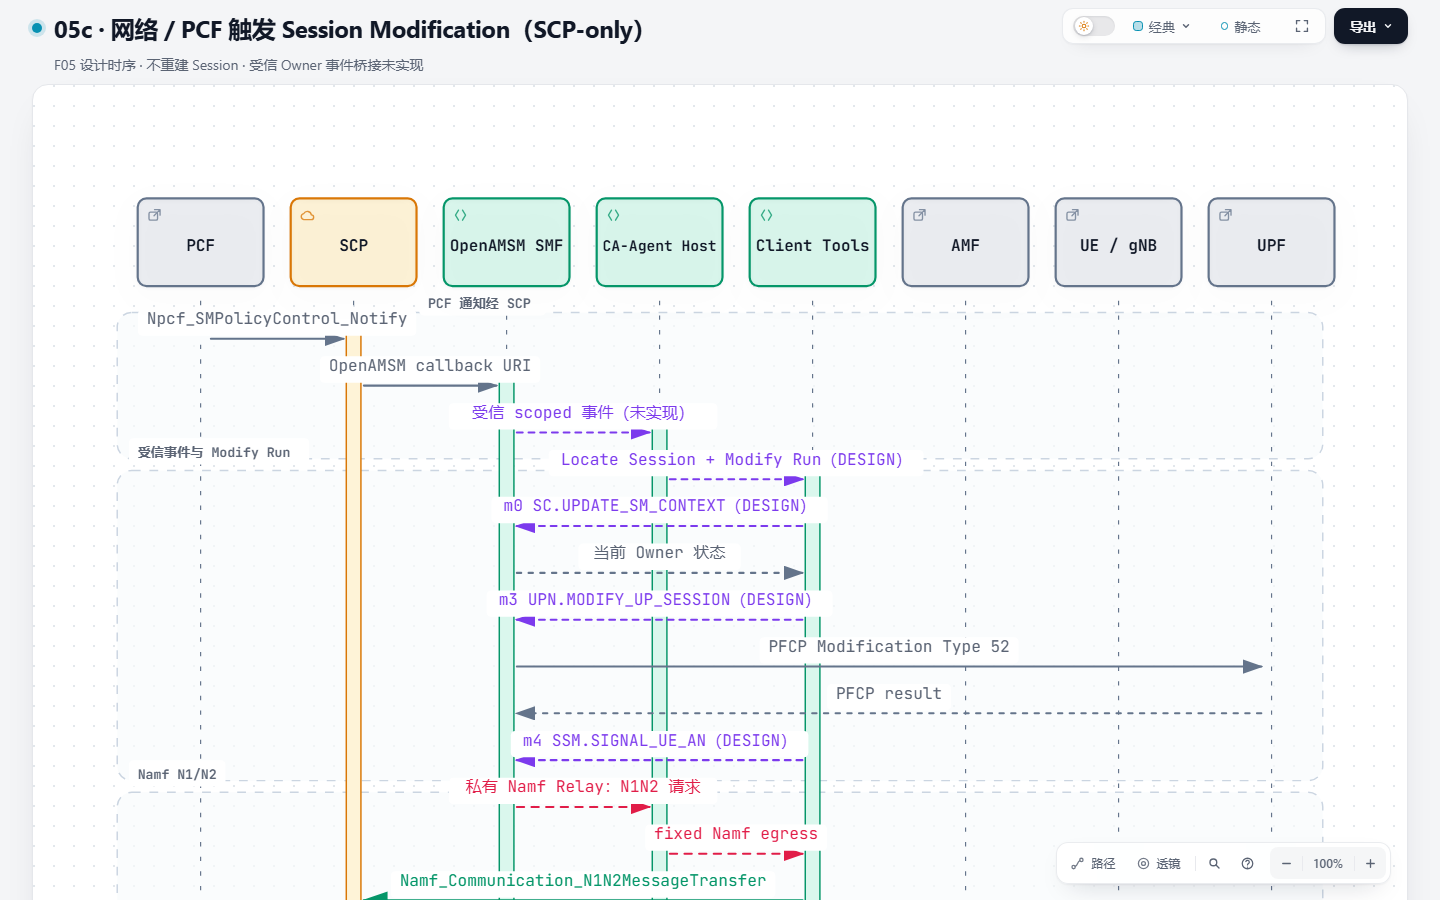 05c · 网络 / PCF 触发 Session Modification（SCP-only）
F05 设计时序 · 不重建 Session · 受信 Owner 事件桥接未实现
经典
静态
导出
PCF
SCP
OpenAMSM SMF
CA-Agent Host
Client Tools
AMF
UE / gNB
UPF
PCF 通知经 SCP
Npcf_SMPolicyControl_Notify
OpenAMSM callback URI
受信 scoped 事件（未实现）
受信事件与 Modify Run
Locate Session + Modify Run（DESIGN）
m0 SC.UPDATE_SM_CONTEXT（DESIGN）
当前 Owner 状态
m3 UPN.MODIFY_UP_SESSION（DESIGN）
PFCP Modification Type 52
PFCP result
m4 SSM.SIGNAL_UE_AN（DESIGN）
Namf N1/N2
私有 Namf Relay：N1N2 请求
fixed Namf egress
Namf_Communication_N1N2MessageTransfer
路径
透镜
100%